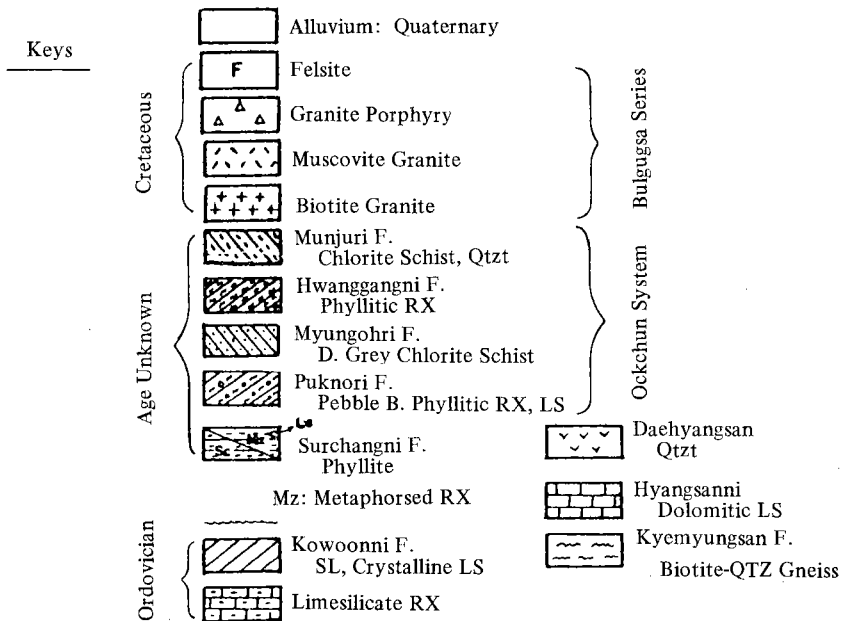 Keys
Alluvium: Quaternary
F
Felsite
Granite Porphyry
Muscovite Granite
Biotite Granite
Cretaceous
Bulgugsa Series
Munjuri F.
Chlorite Schist, Qtzt
Hwanggangni F.
Phyllitic RX
Myungohri F.
D. Grey Chlorite Schist
Puknori F.
Pebble B. Phyllitic RX, LS
Ls
Mz
Sc
Surchangni F.
Phyllite
Age Unknown
Ockchun System
Mz: Metaphorsed RX
Kowoonni F.
SL, Crystalline LS
Limesilicate RX
Ordovician
Daehyangsan
Qtzt
Hyangsanni
Dolomitic LS
Kyemyungsan F.
Biotite-QTZ Gneiss